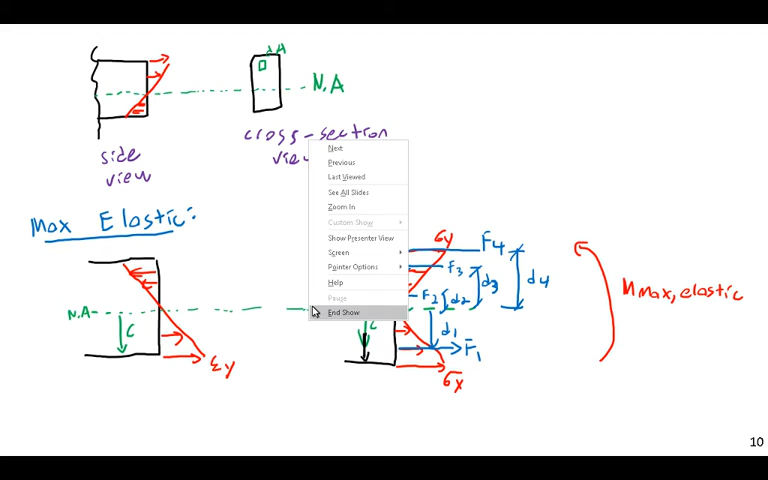 ΔA
N.A
cross-section
view
side
view
Max Elastic:
N.A
C
εy
Next
Previous
Last Viewed
See All Slides
Zoom In
Custom Show
Show Presenter View
Screen
Pointer Options
Help
Pause
End Show
σy
F4
F3
d3
d4
F2
d2
C
d1
F1
σy
Mmax, elastic
10